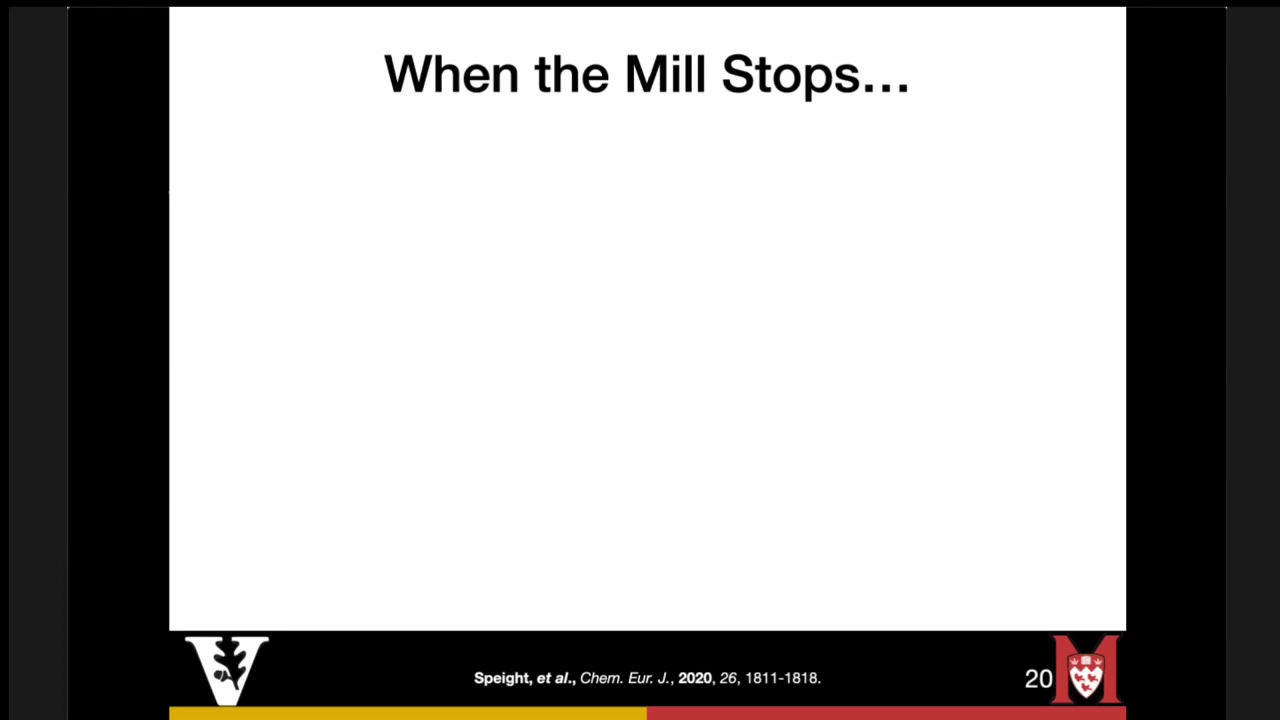 When the Mill Stops...
Speight, et al., Chem. Eur. J., 2020, 26, 1811-1818.
20
V
M